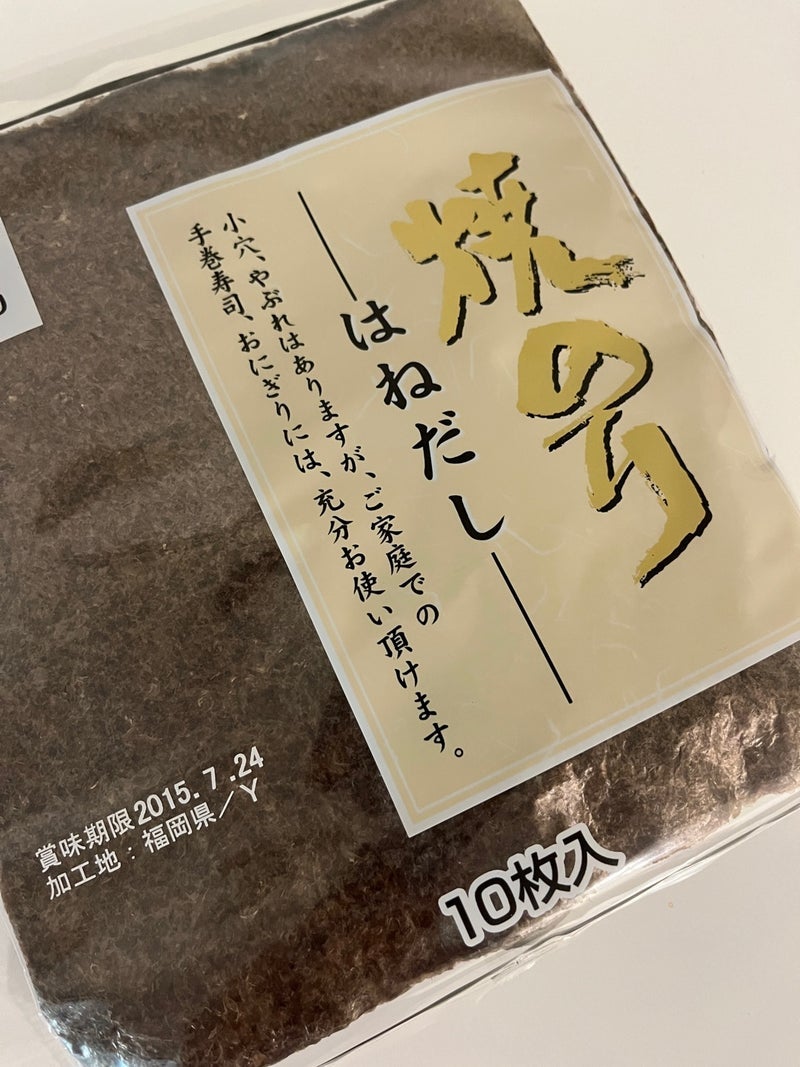 焼のり
はねだし
小穴、やぶれはありますが、ご家庭での
手巻寿司、おにぎりには、充分お使い頂けます。
賞味期限2015.7.24
加工地：福岡県／Y
10枚入